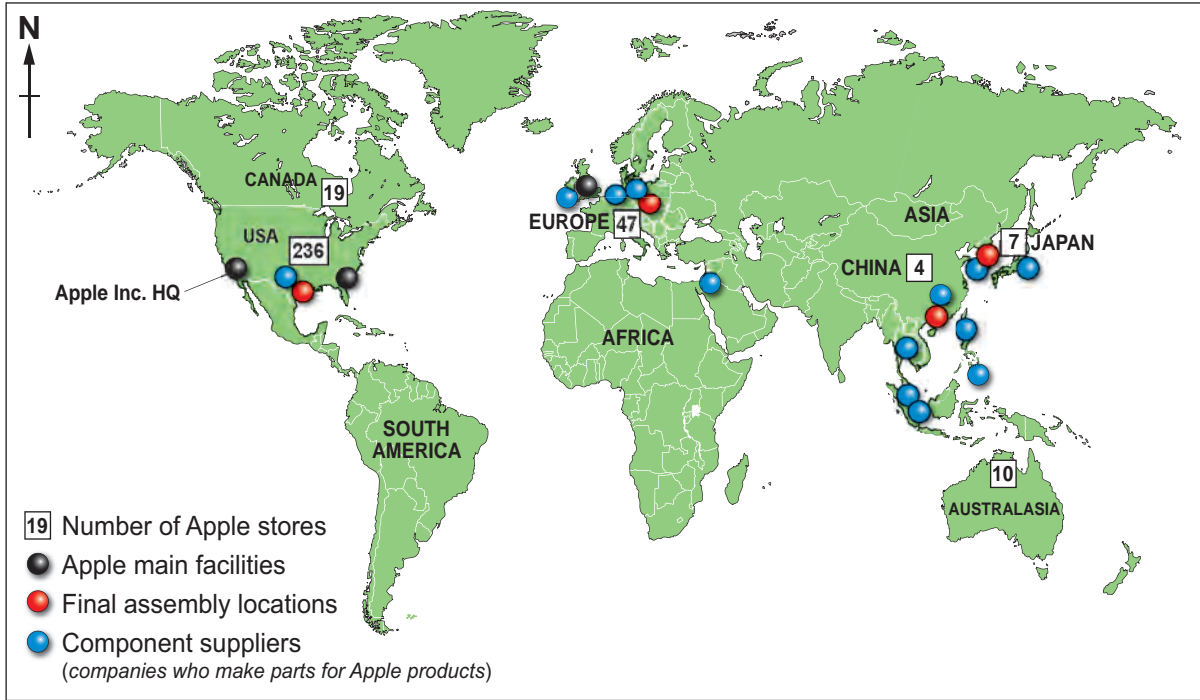 N
CANADA
19
USA
236
Apple Inc. HQ
EUROPE
47
ASIA
7
JAPAN
CHINA
4
AFRICA
SOUTH
AMERICA
10
AUSTRALASIA
19 Number of Apple stores
Apple main facilities
Final assembly locations
Component suppliers
(companies who make parts for Apple products)